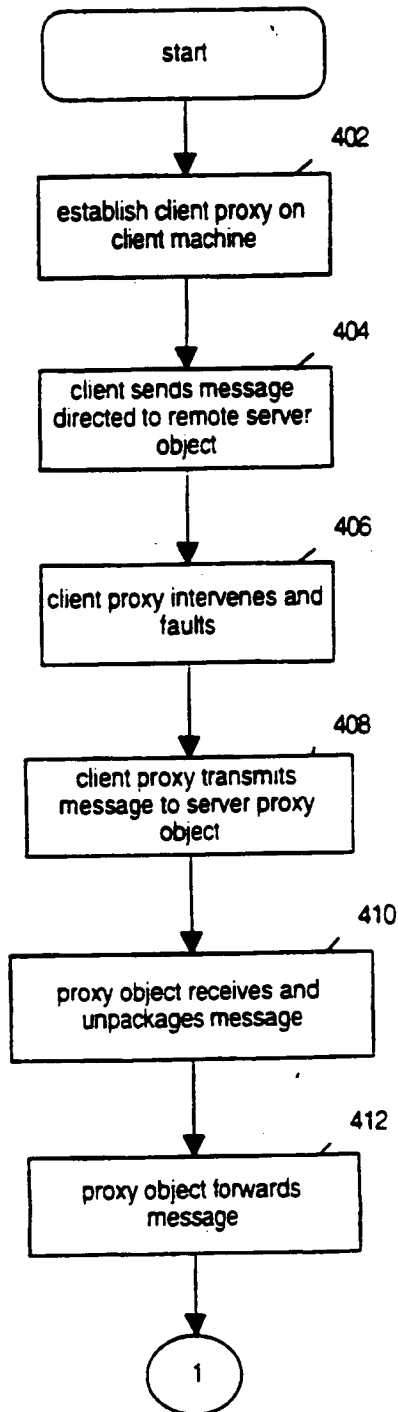 start
402
establish client proxy on
client machine
404
client sends message
directed to remote server
object
406
client proxy intervenes and
faults
408
client proxy transmits
message to server proxy
object
410
proxy object receives and
unpackages message
412
proxy object forwards
message
1